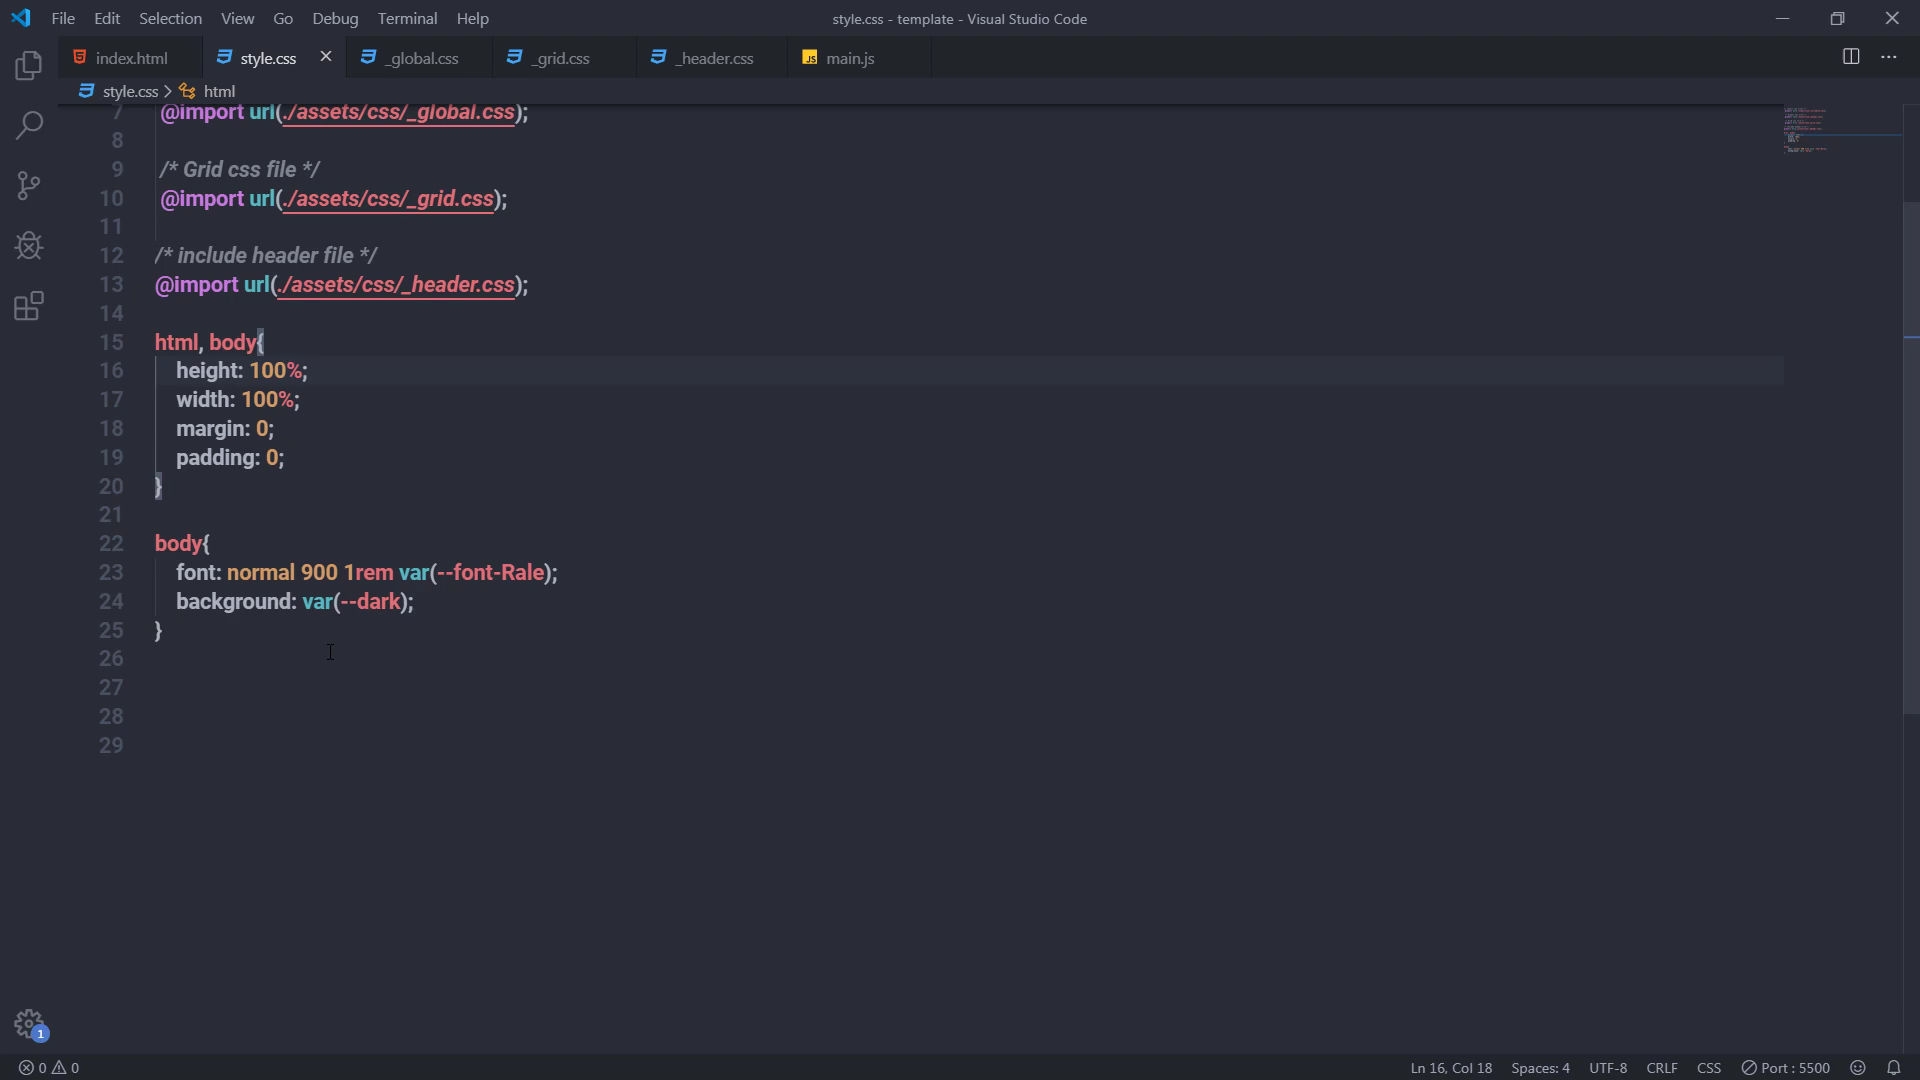 File Edit Selection View Go Debug Terminal Help
style.css - template - Visual Studio Code
index.html style.css _global.css _grid.css _header.css main.js
style.css > html
7 @import url(./assets/css/_global.css);
8
9 /* Grid css file */
10 @import url(./assets/css/_grid.css);
11
12 /* include header file */
13 @import url(./assets/css/_header.css);
14
15 html, body{
16 height: 100%;
17 width: 100%;
18 margin: 0;
19 padding: 0;
20 }
21
22 body{
23 font: normal 900 1rem var(--font-Rale);
24 background: var(--dark);
25 }
26
27
28
29
1
0 0 Ln 16, Col 18 Spaces: 4 UTF-8 CRLF CSS Port : 5500